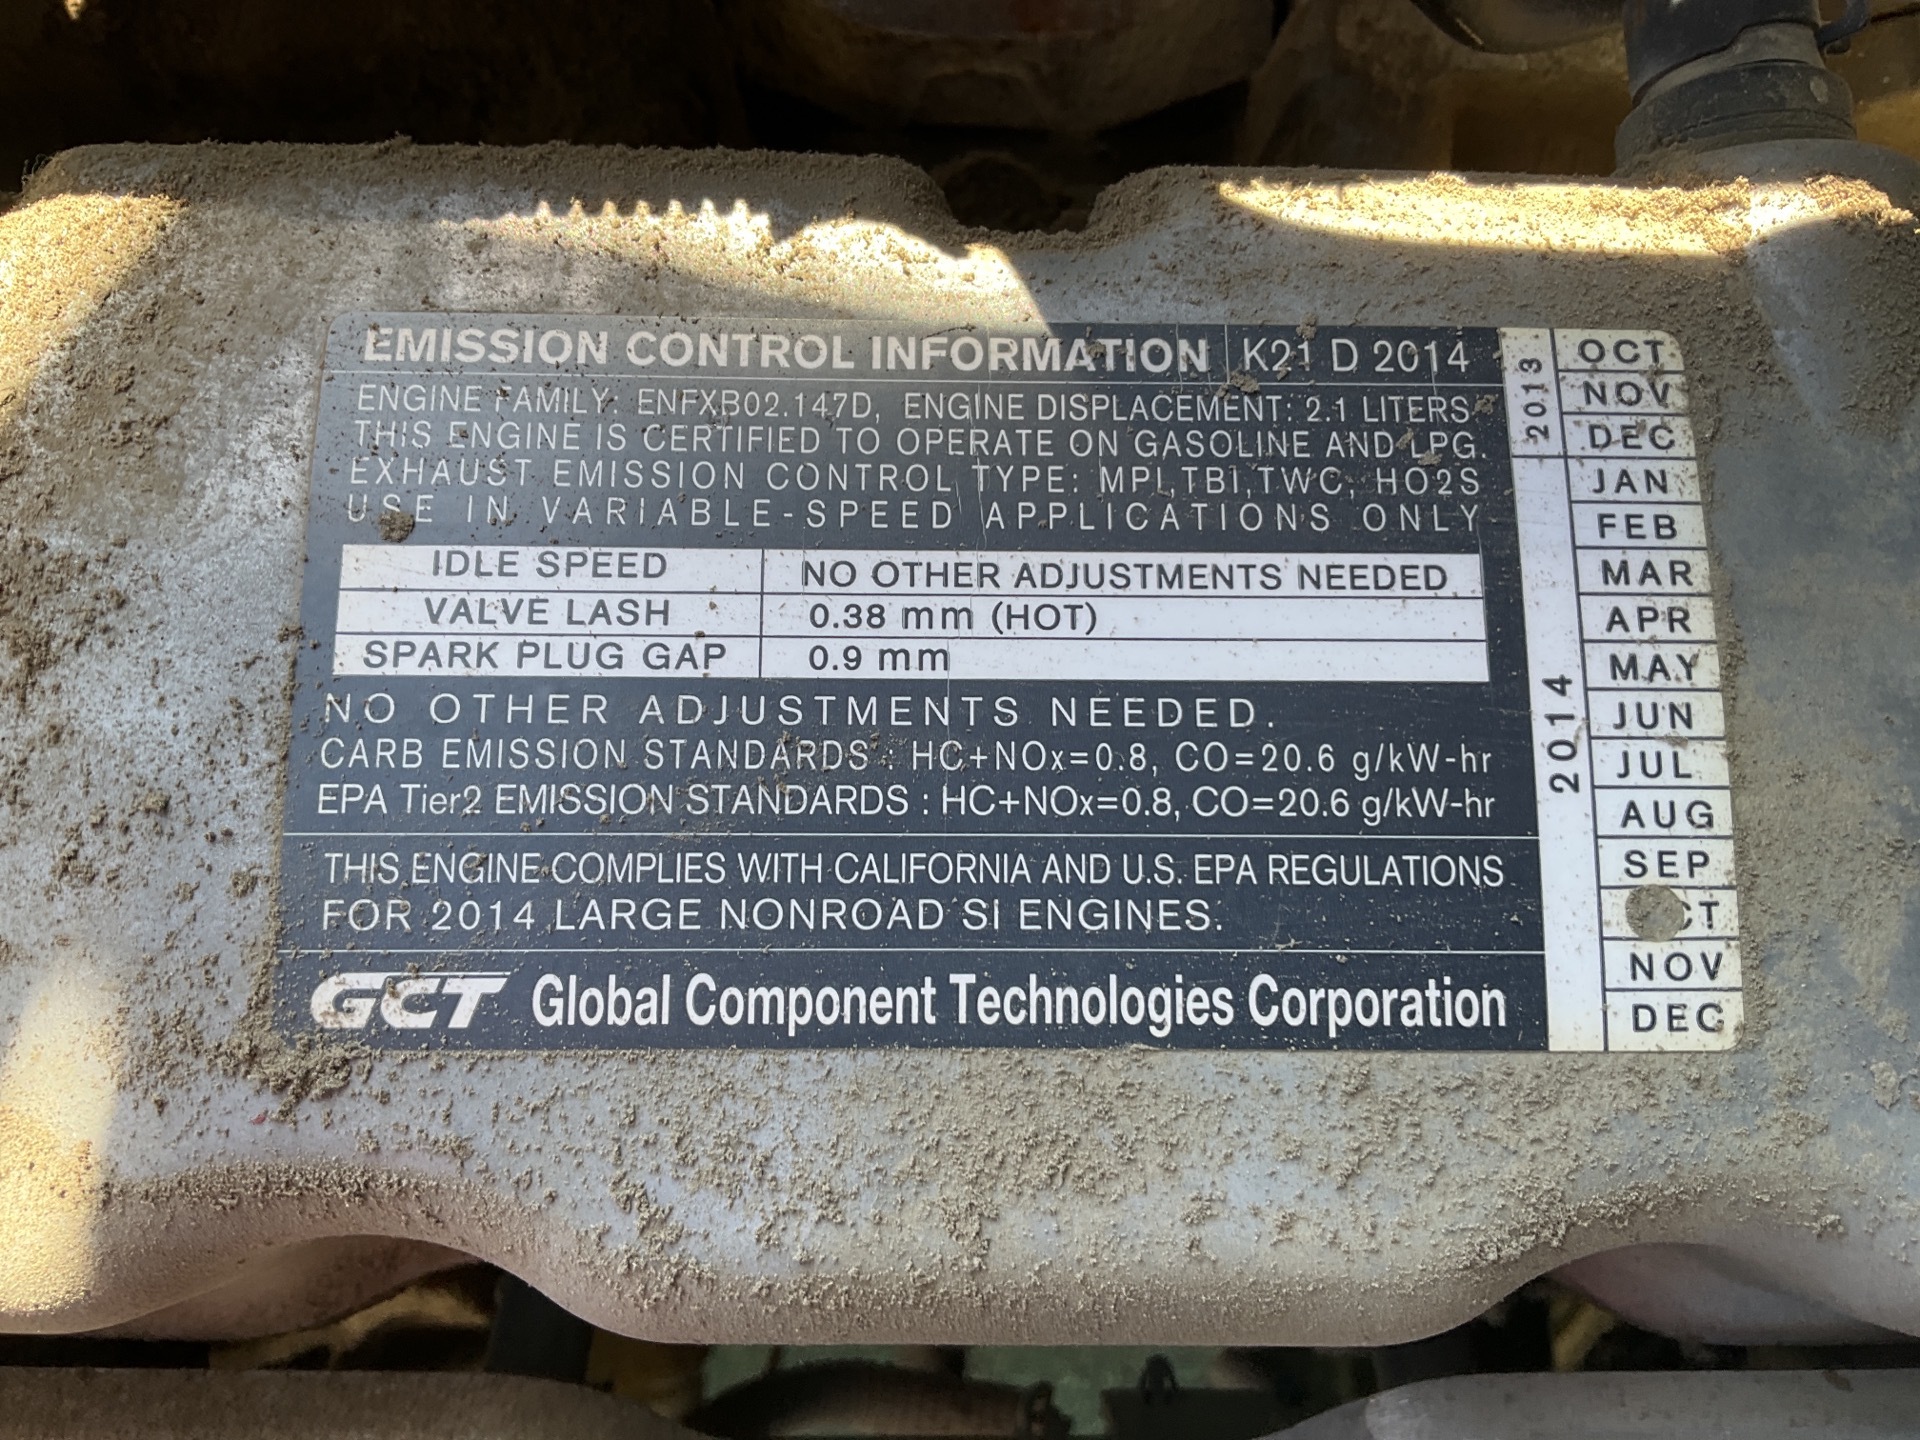 EMISSION CONTROL INFORMATION K21 D 2014
ENGINE FAMILY: ENFXB02.147D, ENGINE DISPLACEMENT: 2.1 LITERS
THIS ENGINE IS CERTIFIED TO OPERATE ON GASOLINE AND LPG.
EXHAUST EMISSION CONTROL TYPE: MPI,TBI,TWC, HO2S
USE IN VARIABLE-SPEED APPLICATIONS ONLY
IDLE SPEED NO OTHER ADJUSTMENTS NEEDED
VALVE LASH 0.38 mm (HOT)
SPARK PLUG GAP 0.9 mm
NO OTHER ADJUSTMENTS NEEDED.
CARB EMISSION STANDARDS : HC+NOx=0.8, CO=20.6 g/kW-hr
EPA Tier2 EMISSION STANDARDS : HC+NOx=0.8, CO=20.6 g/kW-hr
THIS ENGINE COMPLIES WITH CALIFORNIA AND U.S. EPA REGULATIONS
FOR 2014 LARGE NONROAD SI ENGINES.
GCT Global Component Technologies Corporation
2013
OCT
NOV
DEC
2014
JAN
FEB
MAR
APR
MAY
JUN
JUL
AUG
SEP
NOV
DEC